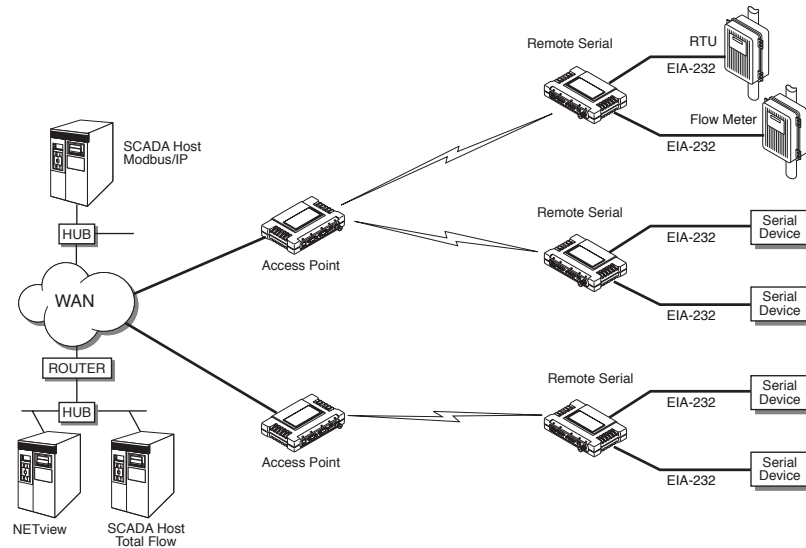 Remote Serial
RTU
EIA-232
Flow Meter
EIA-232
SCADA Host
Modbus/IP
HUB
Access Point
Remote Serial
EIA-232
Serial
Device
EIA-232
Serial
Device
WAN
ROUTER
HUB
NETview
SCADA Host
Total Flow
Access Point
Remote Serial
EIA-232
Serial
Device
EIA-232
Serial
Device